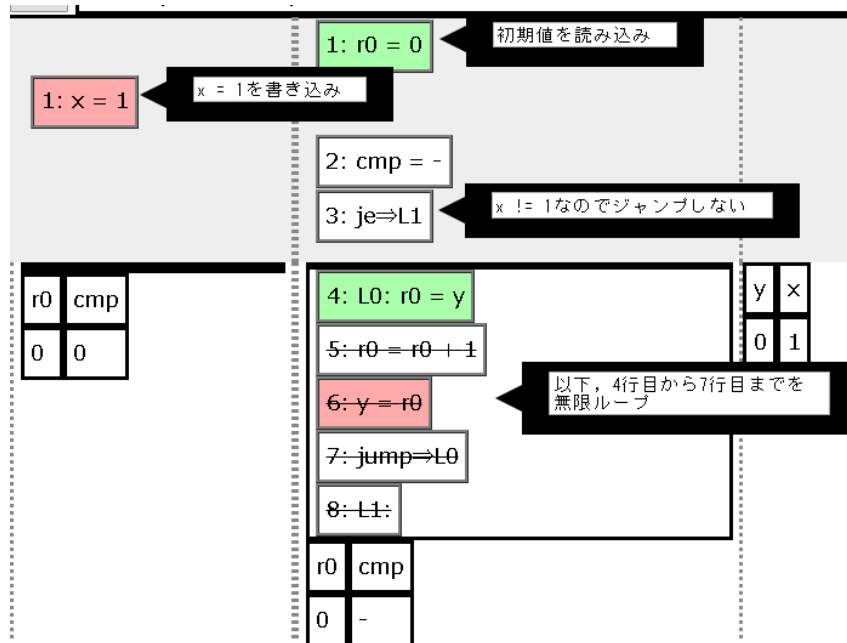 1: r0 = 0
初期値を読み込み
1: x = 1
x = 1を書き込み
2: cmp = -
3: je⇒L1
x != 1なのでジャンプしない
r0 cmp
0 0
4: L0: r0 = y
5: r0 = r0 + 1
6: y = r0
7: jump⇒L0
8: L1:
以下，4行目から7行目までを
無限ループ
y x
0 1
r0 cmp
0 -